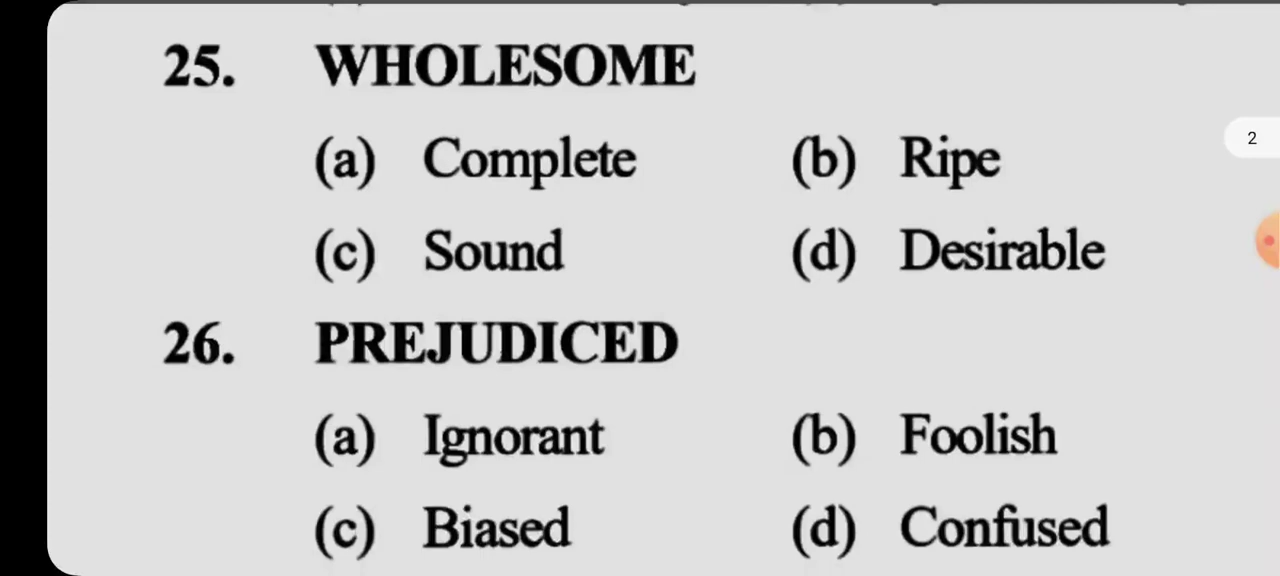 25. WHOLESOME
(a) Complete (b) Ripe
(c) Sound (d) Desirable
26. PREJUDICED
(a) Ignorant (b) Foolish
(c) Biased (d) Confused
2